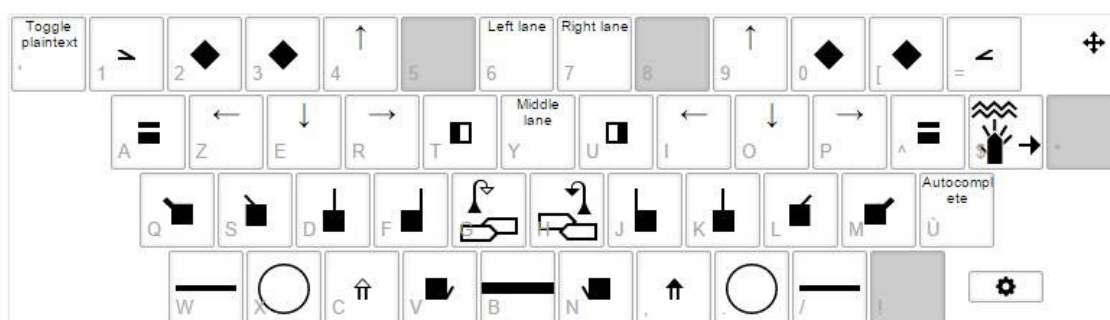 Toggle plaintext
'
1
2
3
4
5
Left lane
6
Right lane
7
8
9
0
[
=
A
Z
E
R
T
Middle lane
Y
U
I
O
P
^
$
*
Q
S
D
F
G
H
J
K
L
M
Autocomplete
Ù
W
X
C
V
B
N
,
.
/
!